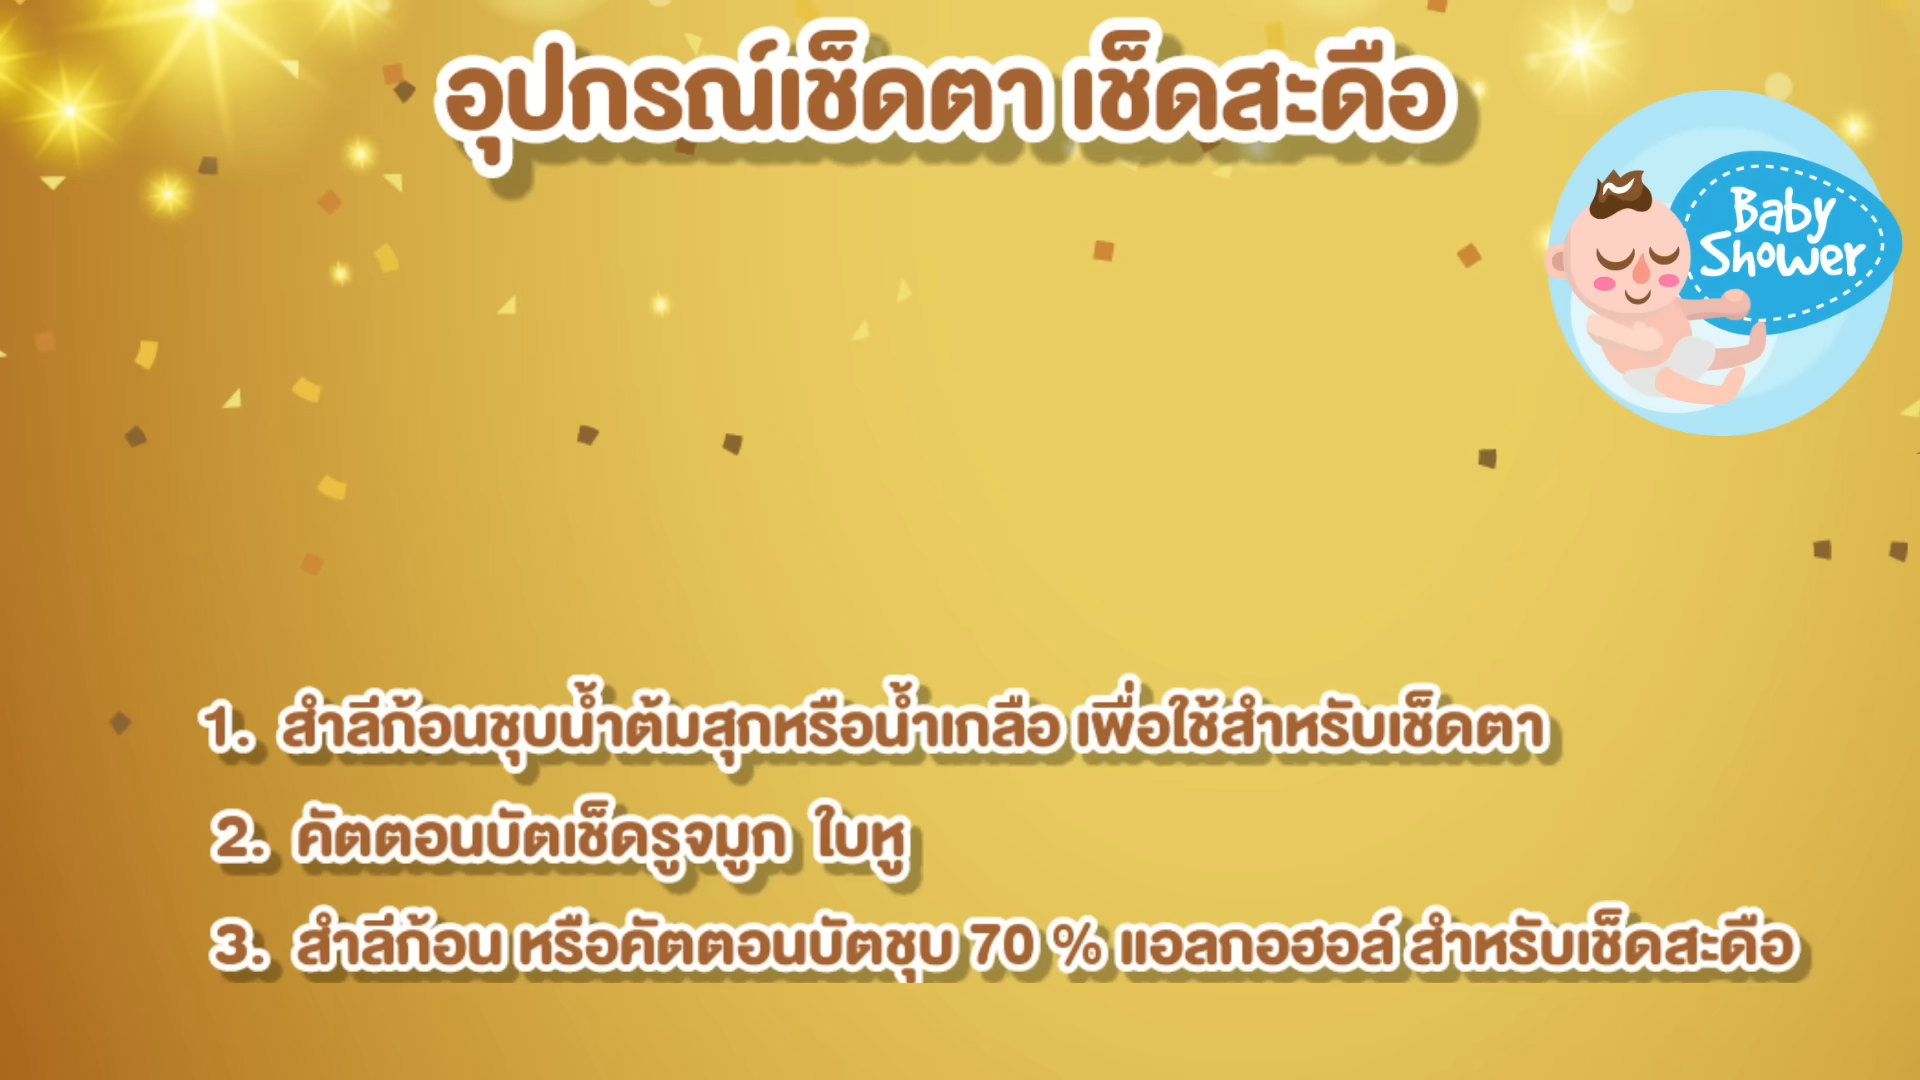 อุปกรณ์เช็ดตา เช็ดสะดือ
Baby
Shower
1. สำลีก้อนชุบน้ำต้มสุกหรือน้ำเกลือ เพื่อใช้สำหรับเช็ดตา
2. คัตตอนบัตเช็ดรูจมูก ใบหู
3. สำลีก้อน หรือคัตตอนบัตชุบ 70 % แอลกอฮอล์ สำหรับเช็ดสะดือ